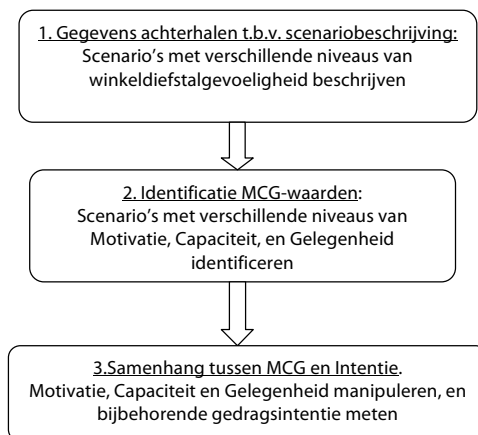 1. Gegevens achterhalen t.b.v. scenariobeschrijving:
Scenario's met verschillende niveaus van
winkeldiefstalgevoeligheid beschrijven
2. Identificatie MCG-waarden:
Scenario's met verschillende niveaus van
Motivatie, Capaciteit, en Gelegenheid
identificeren
3.Samenhang tussen MCG en Intentie.
Motivatie, Capaciteit en Gelegenheid manipuleren, en
bijbehorende gedragsintentie meten